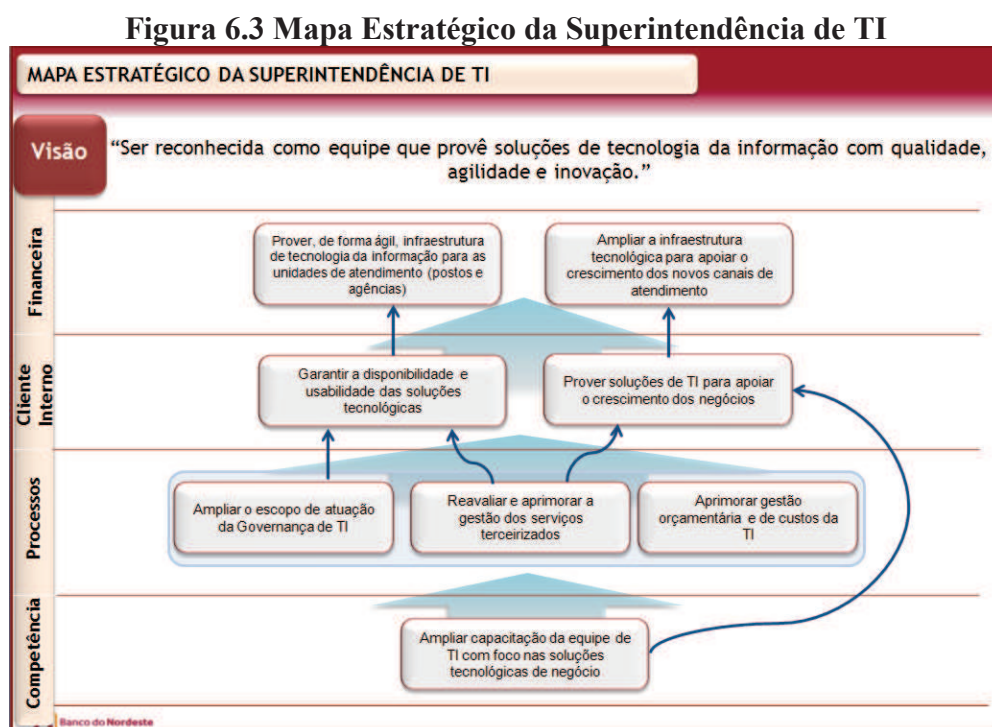 Figura 6.3 Mapa Estratégico da Superintendência de TI
MAPA ESTRATÉGICO DA SUPERINTENDÊNCIA DE TI
Visão
“Ser reconhecida como equipe que provê soluções de tecnologia da informação com qualidade,
agilidade e inovação.”
Financeira
Prover, de forma ágil, infraestrutura
de tecnologia da informação para as
unidades de atendimento (postos e
agências)
Ampliar a infraestrutura
tecnológica para apoiar o
crescimento dos novos canais de
atendimento
Cliente
Interno
Garantir a disponibilidade e
usabilidade das soluções
tecnológicas
Prover soluções de TI para apoiar
o crescimento dos negócios
Processos
Ampliar o escopo de atuação
da Governança de TI
Reavaliar e aprimorar a
gestão dos serviços
terceirizados
Aprimorar gestão
orçamentária e de custos da
TI
Competência
Ampliar capacitação da equipe de
TI com foco nas soluções
tecnológicas de negócio
Banco do Nordeste